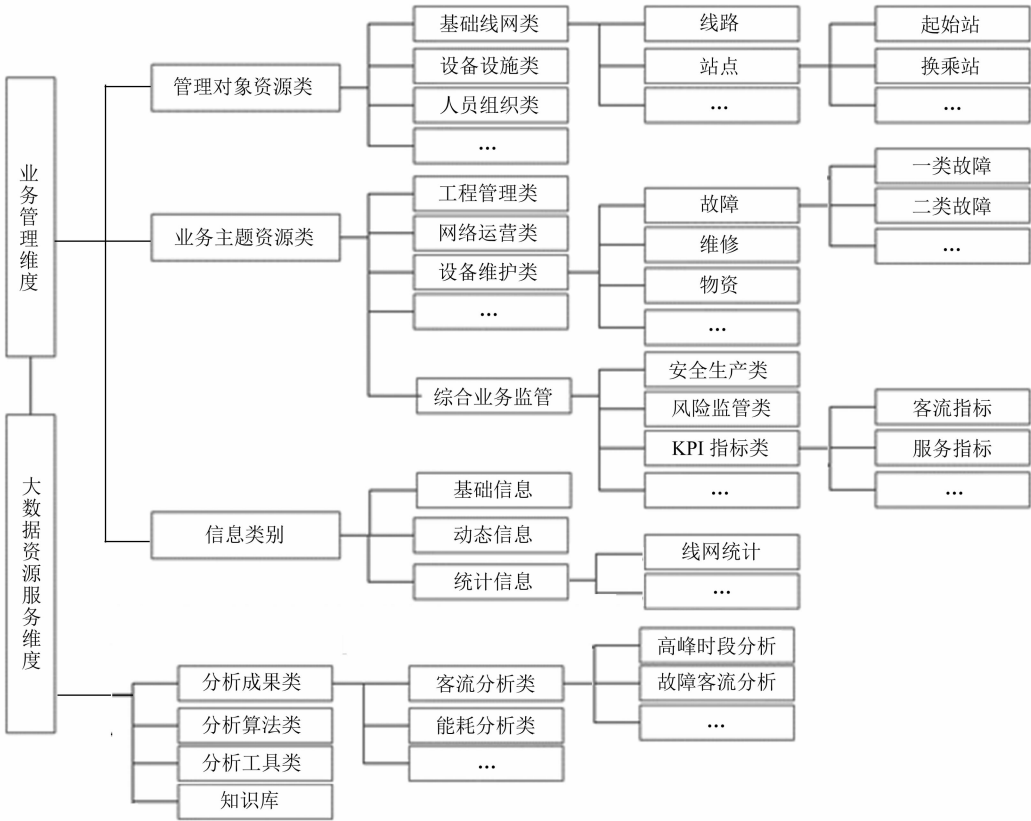 业务管理维度
管理对象资源类
基础线网类
线路
站点
起始站
换乘站
…
…
设备设施类
人员组织类
…
业务主题资源类
工程管理类
网络运营类
设备维护类
故障
一类故障
二类故障
…
维修
物资
…
…
综合业务监管
安全生产类
风险监管类
KPI 指标类
客流指标
服务指标
…
…
信息类别
基础信息
动态信息
统计信息
线网统计
…
大数据资源服务维度
分析成果类
客流分析类
高峰时段分析
故障客流分析
…
能耗分析类
…
分析算法类
分析工具类
知识库